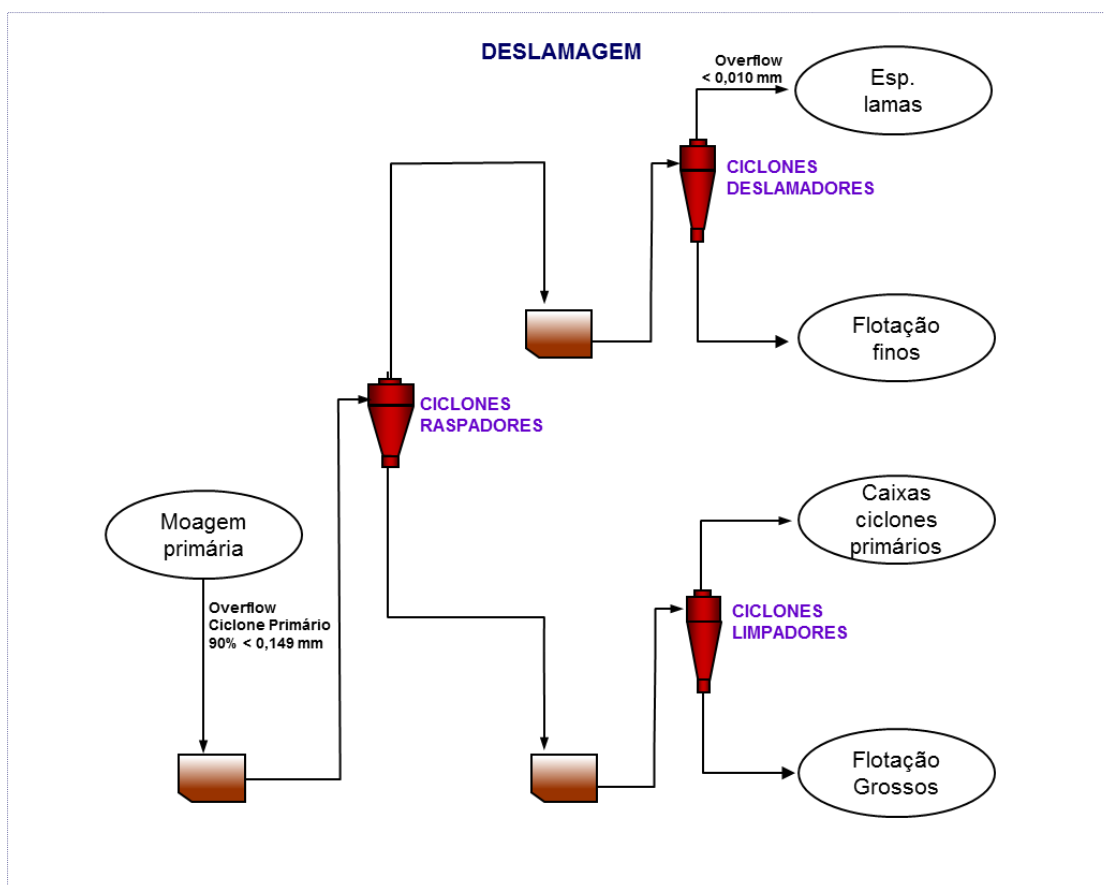 DESLAMAGEM
Overflow
< 0,010 mm
Esp.
lamas
CICLONES
DESLAMADORES
Flotação
finos
CICLONES
RASPADORES
Moagem
primária
Overflow
Ciclone Primário
90% < 0,149 mm
Caixas
ciclones
primários
CICLONES
LIMPADORES
Flotação
Grossos